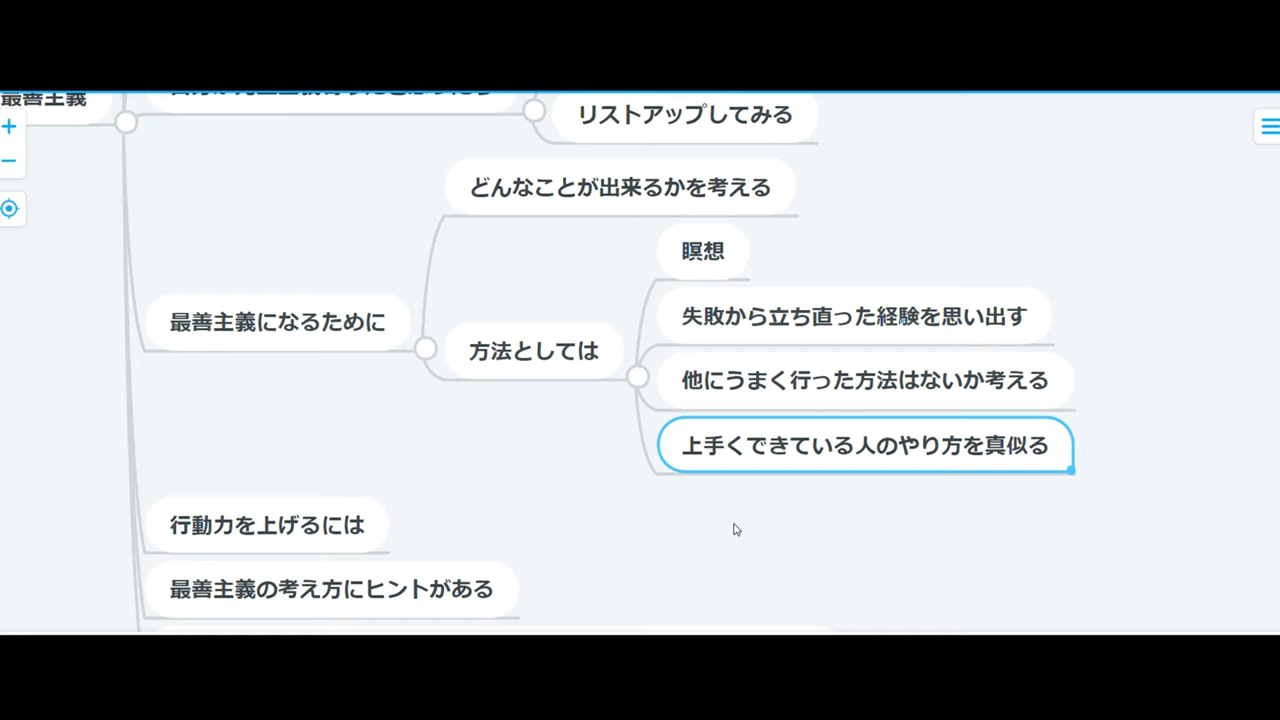 最善主義
リストアップしてみる
どんなことが出来るかを考える
瞑想
失敗から立ち直った経験を思い出す
最善主義になるために
方法としては
他にうまく行った方法はないか考える
上手くできている人のやり方を真似る
行動力を上げるには
最善主義の考え方にヒントがある